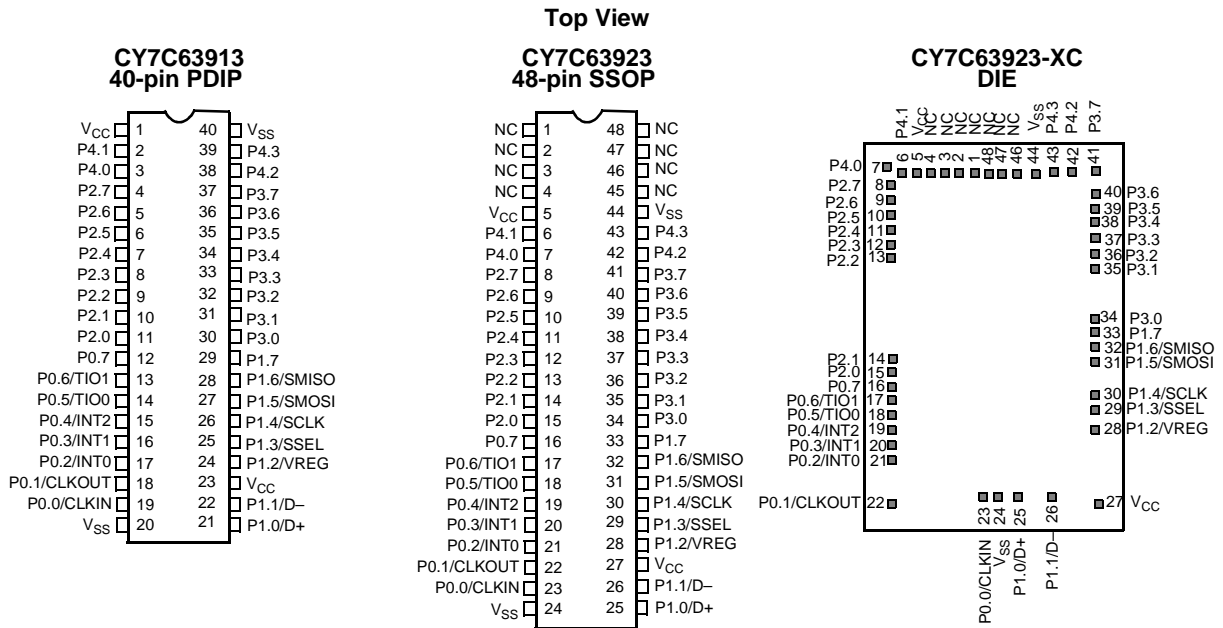 Top View
CY7C63913
40-pin PDIP
VCC 1 40 VSS
P4.1 2 39 P4.3
P4.0 3 38 P4.2
P2.7 4 37 P3.7
P2.6 5 36 P3.6
P2.5 6 35 P3.5
P2.4 7 34 P3.4
P2.3 8 33 P3.3
P2.2 9 32 P3.2
P2.1 10 31 P3.1
P2.0 11 30 P3.0
P0.7 12 29 P1.7
P0.6/TIO1 13 28 P1.6/SMISO
P0.5/TIO0 14 27 P1.5/SMOSI
P0.4/INT2 15 26 P1.4/SCLK
P0.3/INT1 16 25 P1.3/SSEL
P0.2/INT0 17 24 P1.2/VREG
P0.1/CLKOUT 18 23 VCC
P0.0/CLKIN 19 22 P1.1/D–
VSS 20 21 P1.0/D+
CY7C63923
48-pin SSOP
NC 1 48 NC
NC 2 47 NC
NC 3 46 NC
NC 4 45 NC
VCC 5 44 VSS
P4.1 6 43 P4.3
P4.0 7 42 P4.2
P2.7 8 41 P3.7
P2.6 9 40 P3.6
P2.5 10 39 P3.5
P2.4 11 38 P3.4
P2.3 12 37 P3.3
P2.2 13 36 P3.2
P2.1 14 35 P3.1
P2.0 15 34 P3.0
P0.7 16 33 P1.7
P0.6/TIO1 17 32 P1.6/SMISO
P0.5/TIO0 18 31 P1.5/SMOSI
P0.4/INT2 19 30 P1.4/SCLK
P0.3/INT1 20 29 P1.3/SSEL
P0.2/INT0 21 28 P1.2/VREG
P0.1/CLKOUT 22 27 VCC
P0.0/CLKIN 23 26 P1.1/D–
VSS 24 25 P1.0/D+
CY7C63923-XC
DIE
P4.1 VCC NC NC NC NC NC NC NC VSS P4.3 P4.2 P3.7
6 5 4 3 2 1 48 47 46 44 43 42 41
P4.0 7
P2.7 8
P2.6 9
P2.5 10
P2.4 11
P2.3 12
P2.2 13
P2.1 14
P2.0 15
P0.7 16
P0.6/TIO1 17
P0.5/TIO0 18
P0.4/INT2 19
P0.3/INT1 20
P0.2/INT0 21
P0.1/CLKOUT 22
40 P3.6
39 P3.5
38 P3.4
37 P3.3
36 P3.2
35 P3.1
34 P3.0
33 P1.7
32 P1.6/SMISO
31 P1.5/SMOSI
30 P1.4/SCLK
29 P1.3/SSEL
28 P1.2/VREG
27 VCC
23 24 25 26
P0.0/CLKIN VSS P1.0/D+ P1.1/D–